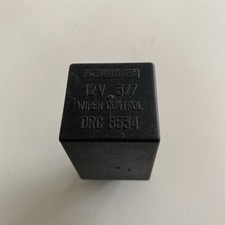 12V 377
WIPER CONTROL
DRC 8534